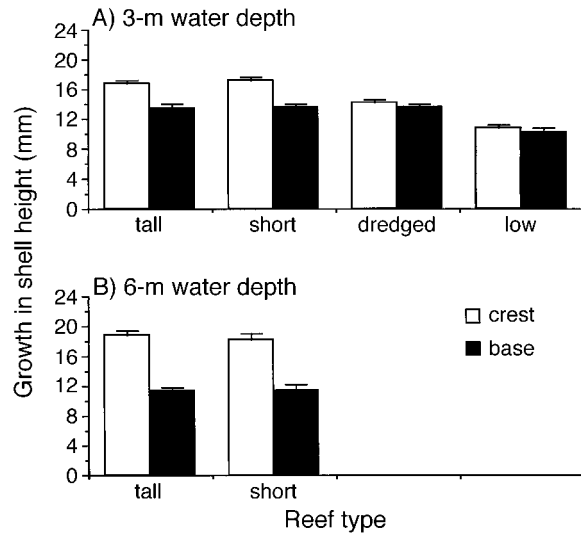 A) 3-m water depth
24
20
16
12
8
4
0
tall short dredged low
B) 6-m water depth
24
20
16
12
8
4
0
crest
base
tall short
Reef type
Growth in shell height (mm)